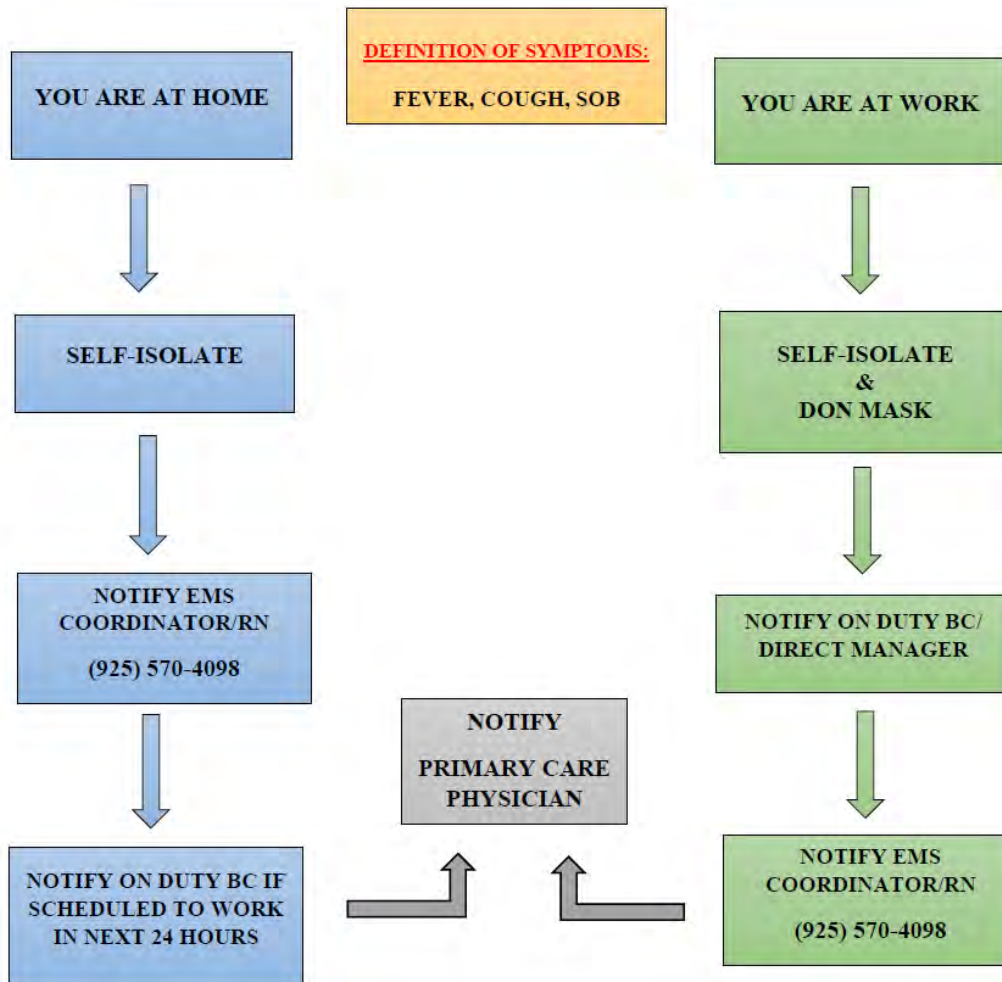 DEFINITION OF SYMPTOMS:
FEVER, COUGH, SOB
YOU ARE AT HOME
SELF-ISOLATE
NOTIFY EMS
COORDINATOR/RN
(925) 570-4098
NOTIFY ON DUTY BC IF
SCHEDULED TO WORK
IN NEXT 24 HOURS
YOU ARE AT WORK
SELF-ISOLATE
&
DON MASK
NOTIFY ON DUTY BC/
DIRECT MANAGER
NOTIFY EMS
COORDINATOR/RN
(925) 570-4098
NOTIFY
PRIMARY CARE
PHYSICIAN